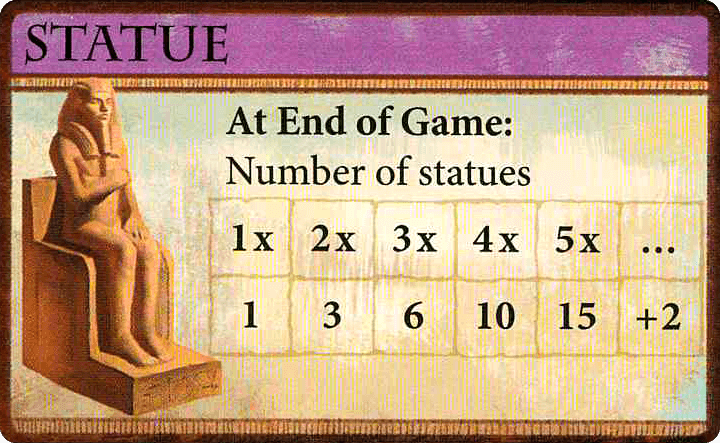 STATUE
At End of Game:
Number of statues
1x 2x 3x 4x 5x ...
1 3 6 10 15 +2